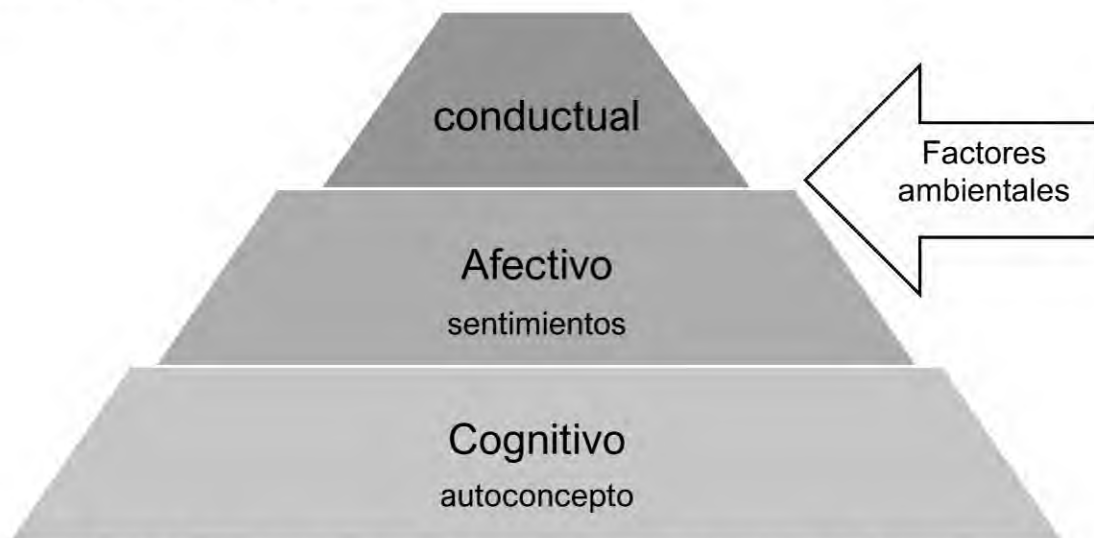 conductual
Factores
ambientales
Afectivo
sentimientos
Cognitivo
autoconcepto